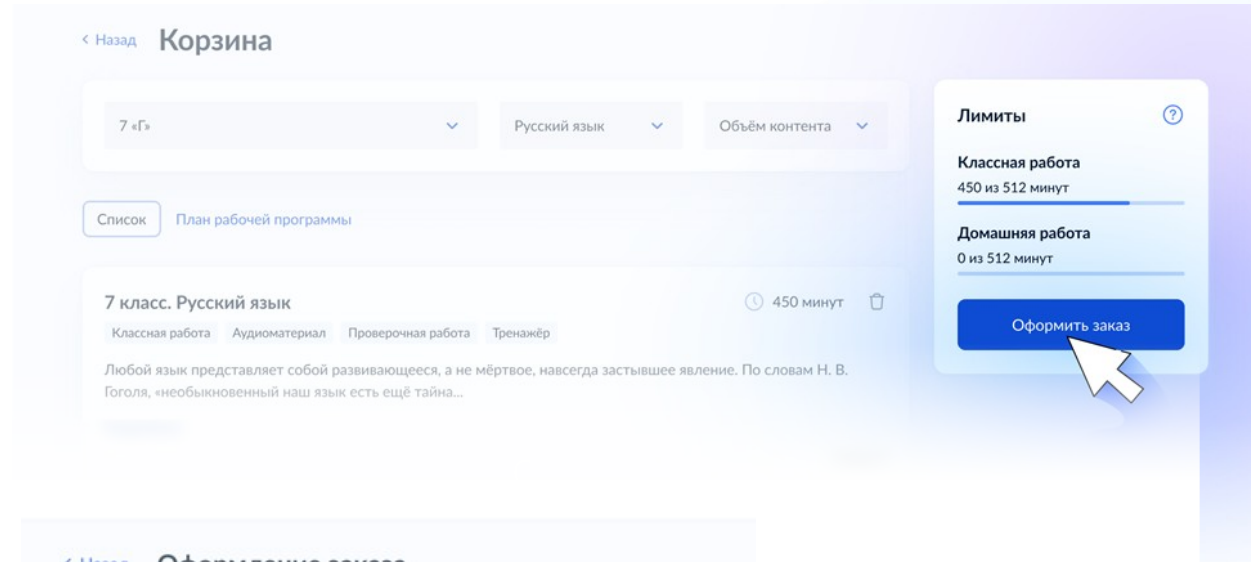 < Назад Корзина
7 «Г» Русский язык Объём контента
Список План рабочей программы
7 класс. Русский язык 450 минут
Классная работа Аудиоматериал Проверочная работа Тренажёр
Любой язык представляет собой развивающееся, а не мёртвое, навсегда застывшее явление. По словам Н. В.
Гоголя, «необыкновенный наш язык есть ещё тайна...
Лимиты ?
Классная работа
450 из 512 минут
Домашняя работа
0 из 512 минут
Оформить заказ
< Назад Оформление заказа